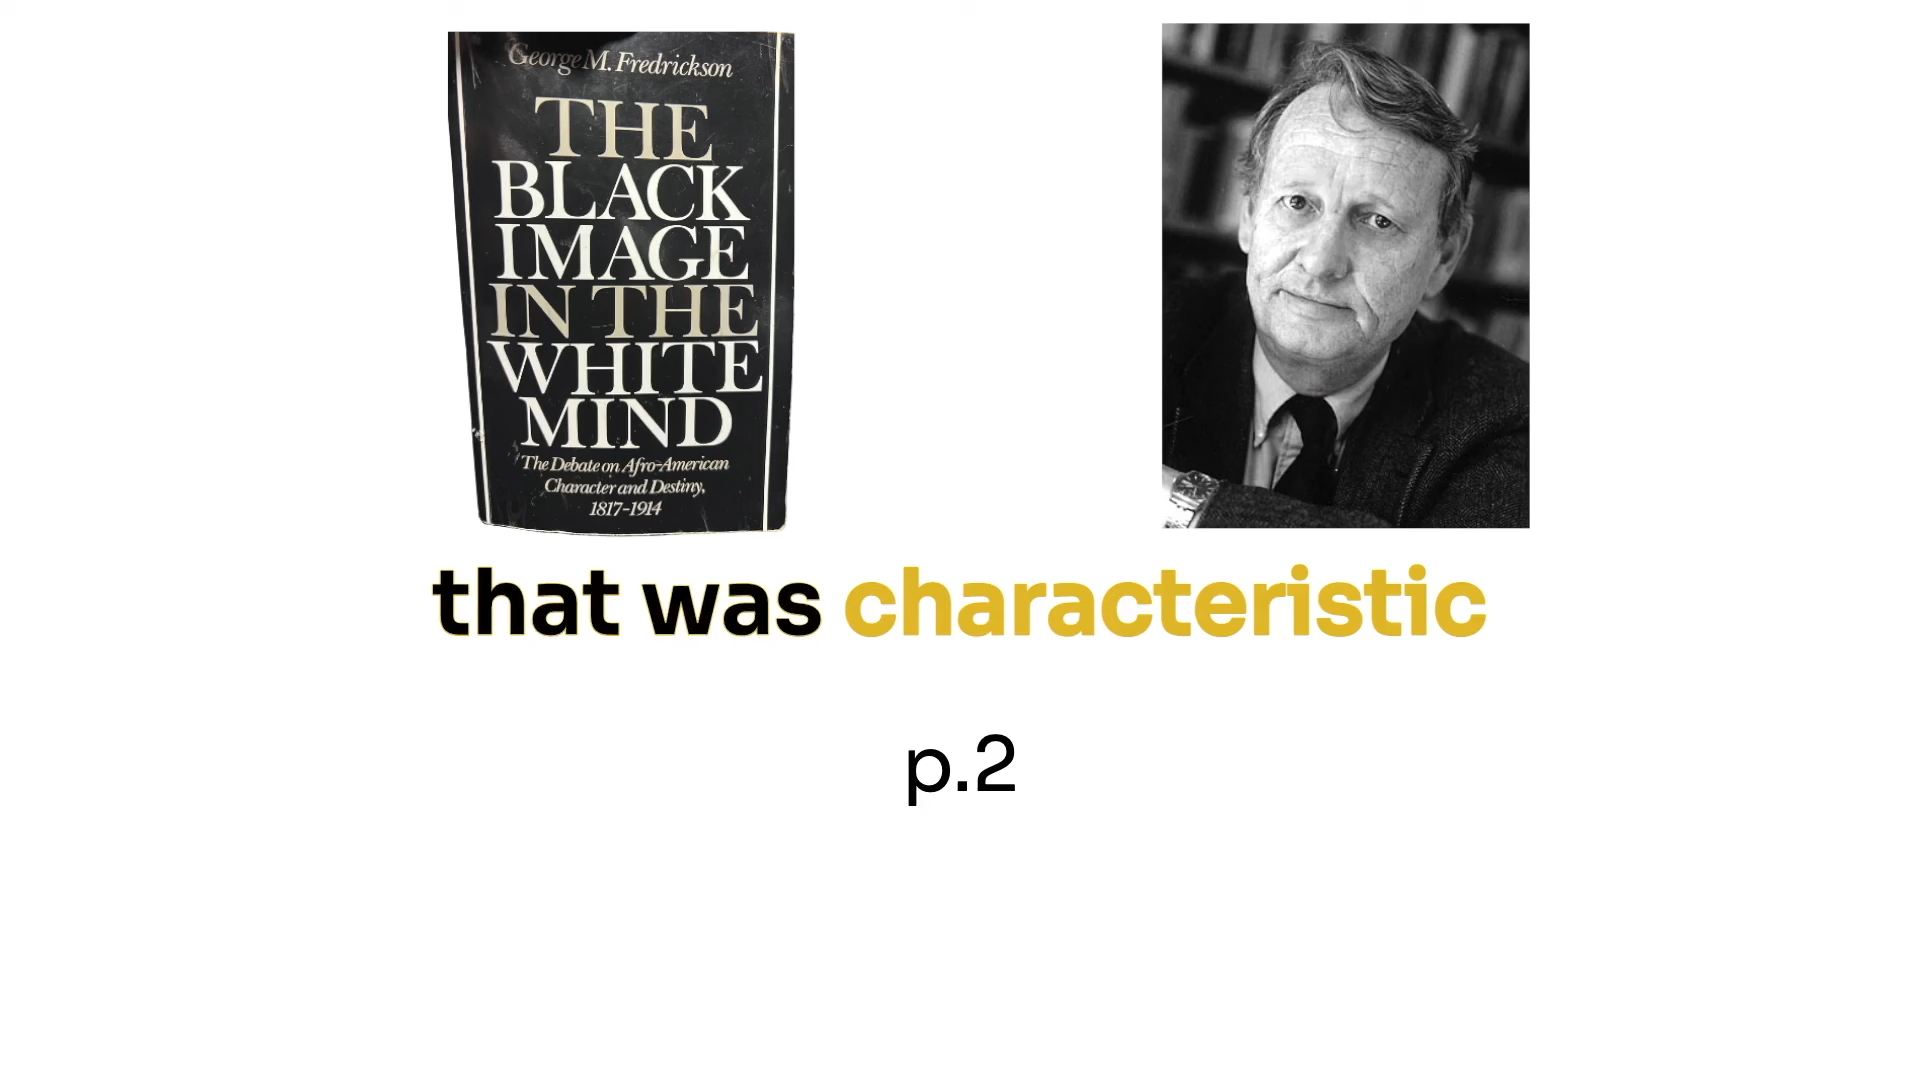 George M. Fredrickson
THE
BLACK
IMAGE
IN THE
WHITE
MIND
The Debate on Afro-American
Character and Destiny,
1817-1914
that was characteristic
p.2